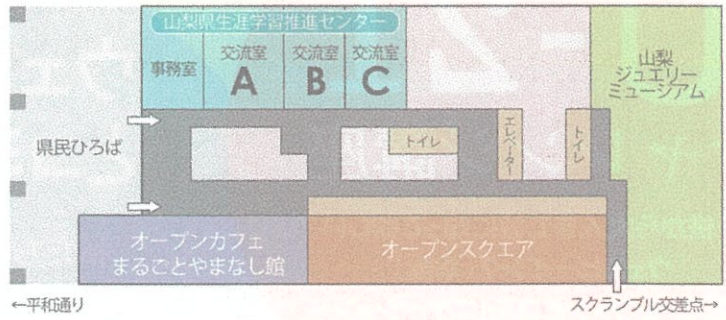 山梨県生涯学習推進センター
事務室
交流室
A
交流室
B
交流室
C
山梨
ジュエリー
ミュージアム
県民ひろば
トイレ
エレベーター
トイレ
オープンカフェ
まるごとやまなし館
オープンスクエア
←平和通り
スクランブル交差点→